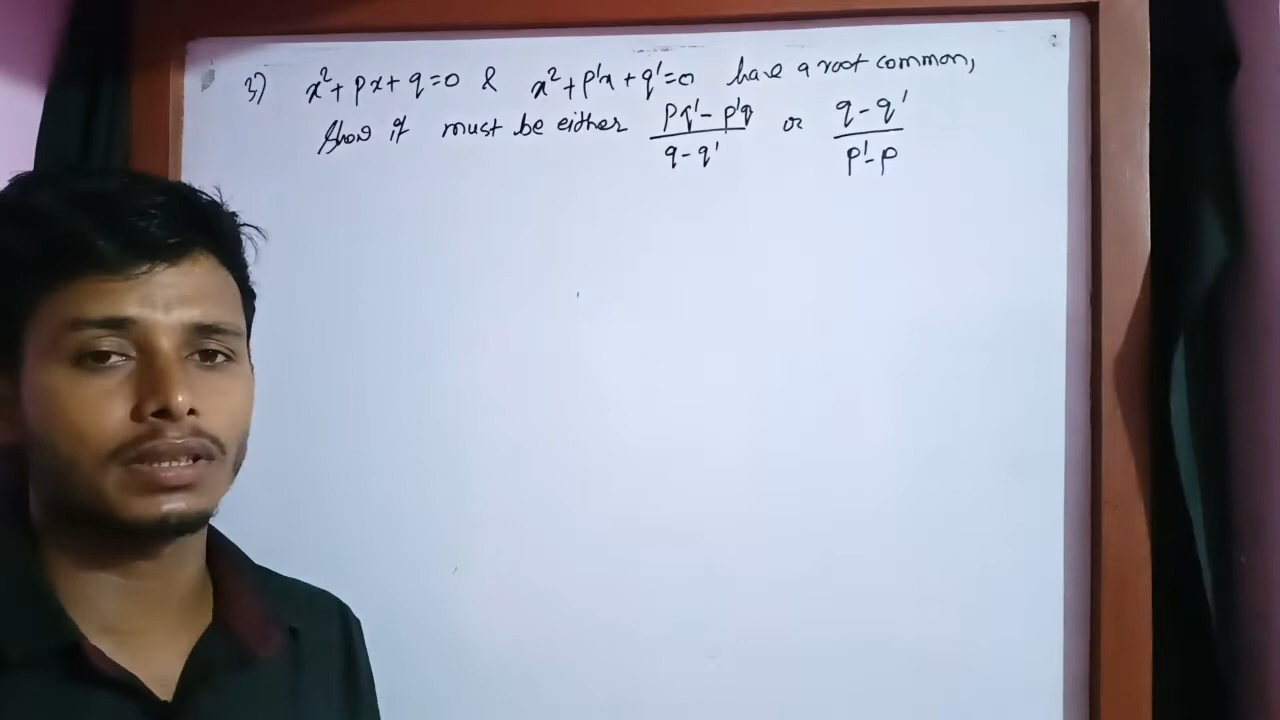 3) x²+px+q=0 & x²+p'x+q'=0 have a root common,
Show it must be either (pq'-p'q)/(q-q') or (q-q')/(p'-p)